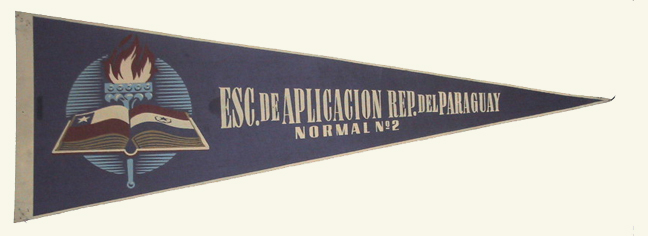 ESC. DE APLICACION REP. DEL PARAGUAY
NORMAL Nº2